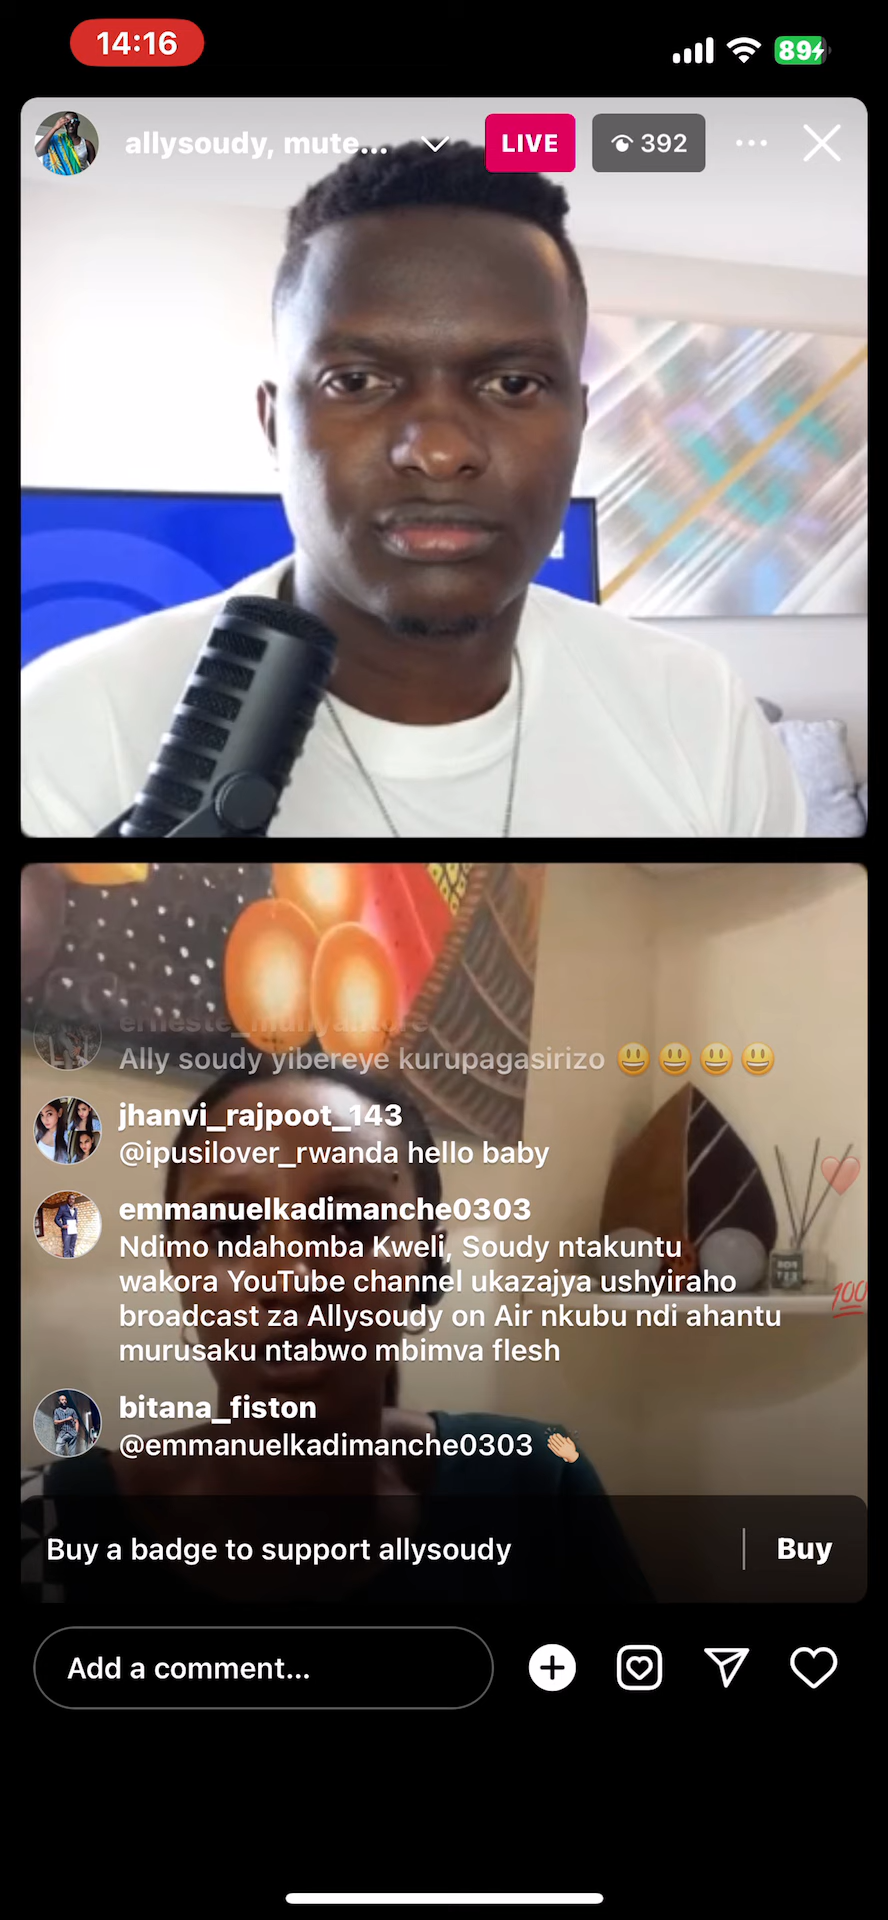 14:16
89
allysoudy, mute...
LIVE
392
Ally soudy yibereye kurupagasirizo 😃😃😃😃
jhanvi_rajpoot_143
@ipusilover_rwanda hello baby
emmanuelkadimanche0303
Ndimo ndahomba Kweli, Soudy ntakuntu
wakora YouTube channel ukazajya ushyiraho
broadcast za Allysoudy on Air nkubu ndi ahantu
murusaku ntabwo mbimva flesh
💯
bitana_fiston
@emmanuelkadimanche0303 👏🏼
Buy a badge to support allysoudy
Buy
Add a comment...